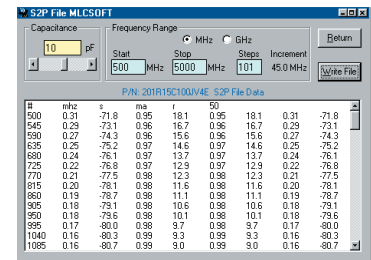 S2P File MLCSOFT
Capacitance
Frequency Range
MHz GHz
Return
10 pF
Start Stop Steps Increment
500 MHz 5000 MHz 101 45.0 MHz
Write File
P/N: 201R15C100JV4E S2P File Data
# mhz s ma r 50
500 0.31 -71.8 0.95 18.1 0.95 18.1 0.31 -71.8
545 0.29 -73.1 0.96 16.7 0.96 16.7 0.29 -73.1
590 0.27 -74.3 0.96 15.6 0.96 15.6 0.27 -74.3
635 0.25 -75.2 0.97 14.6 0.97 14.6 0.25 -75.2
680 0.24 -76.1 0.97 13.7 0.97 13.7 0.24 -76.1
725 0.22 -76.8 0.97 12.9 0.97 12.9 0.22 -76.8
770 0.21 -77.5 0.98 12.3 0.98 12.3 0.21 -77.5
815 0.20 -78.1 0.98 11.6 0.98 11.6 0.20 -78.1
860 0.19 -78.7 0.98 11.1 0.98 11.1 0.19 -78.7
905 0.18 -79.1 0.98 10.6 0.98 10.6 0.18 -79.1
950 0.18 -79.6 0.98 10.1 0.98 10.1 0.18 -79.6
995 0.17 -80.0 0.98 9.7 0.98 9.7 0.17 -80.0
1040 0.16 -80.3 0.99 9.3 0.99 9.3 0.16 -80.3
1085 0.16 -80.7 0.99 9.0 0.99 9.0 0.16 -80.7